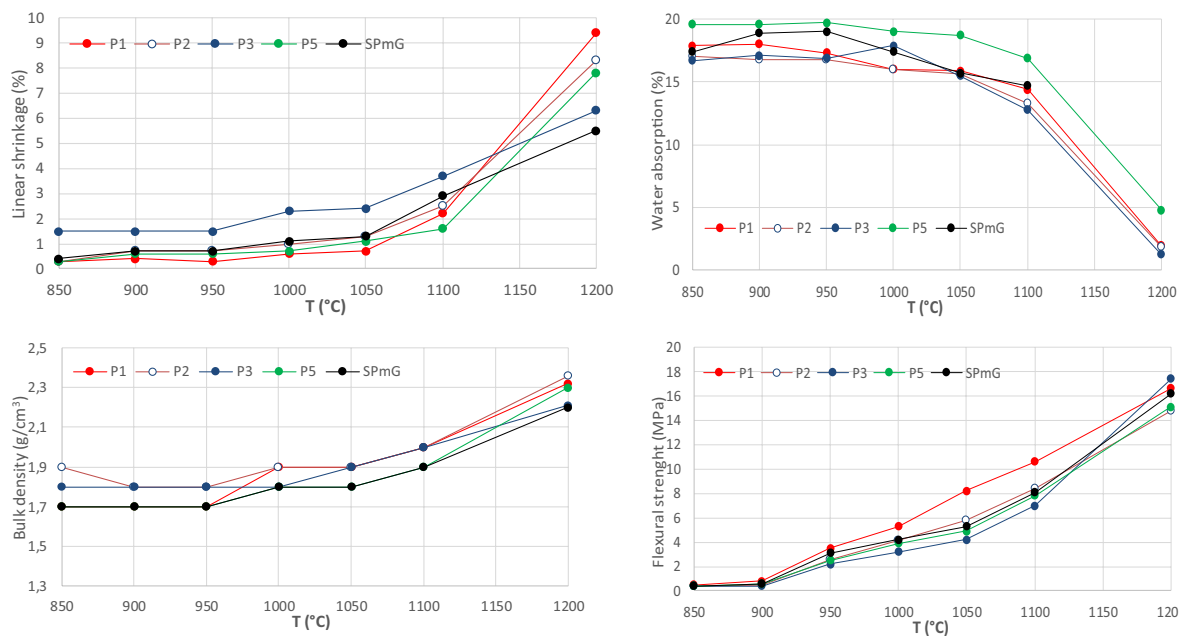 Linear shrinkage (%)
10
9
8
7
6
5
4
3
2
1
0
P1 P2 P3 P5 SPmG
850 900 950 1000 1050 1100 1150 1200
T (°C)
Water absorption (%)
20
15
10
5
0
P1 P2 P3 P5 SPmG
850 900 950 1000 1050 1100 1150 1200
T (°C)
Bulk density (g/cm³)
2,5
2,3
2,1
1,9
1,7
1,5
1,3
P1 P2 P3 P5 SPmG
850 900 950 1000 1050 1100 1150 1200
T (°C)
Flexural strenght (MPa)
20
18
16
14
12
10
8
6
4
2
0
P1 P2 P3 P5 SPmG
850 900 950 1000 1050 1100 1150 1200
T (°C)